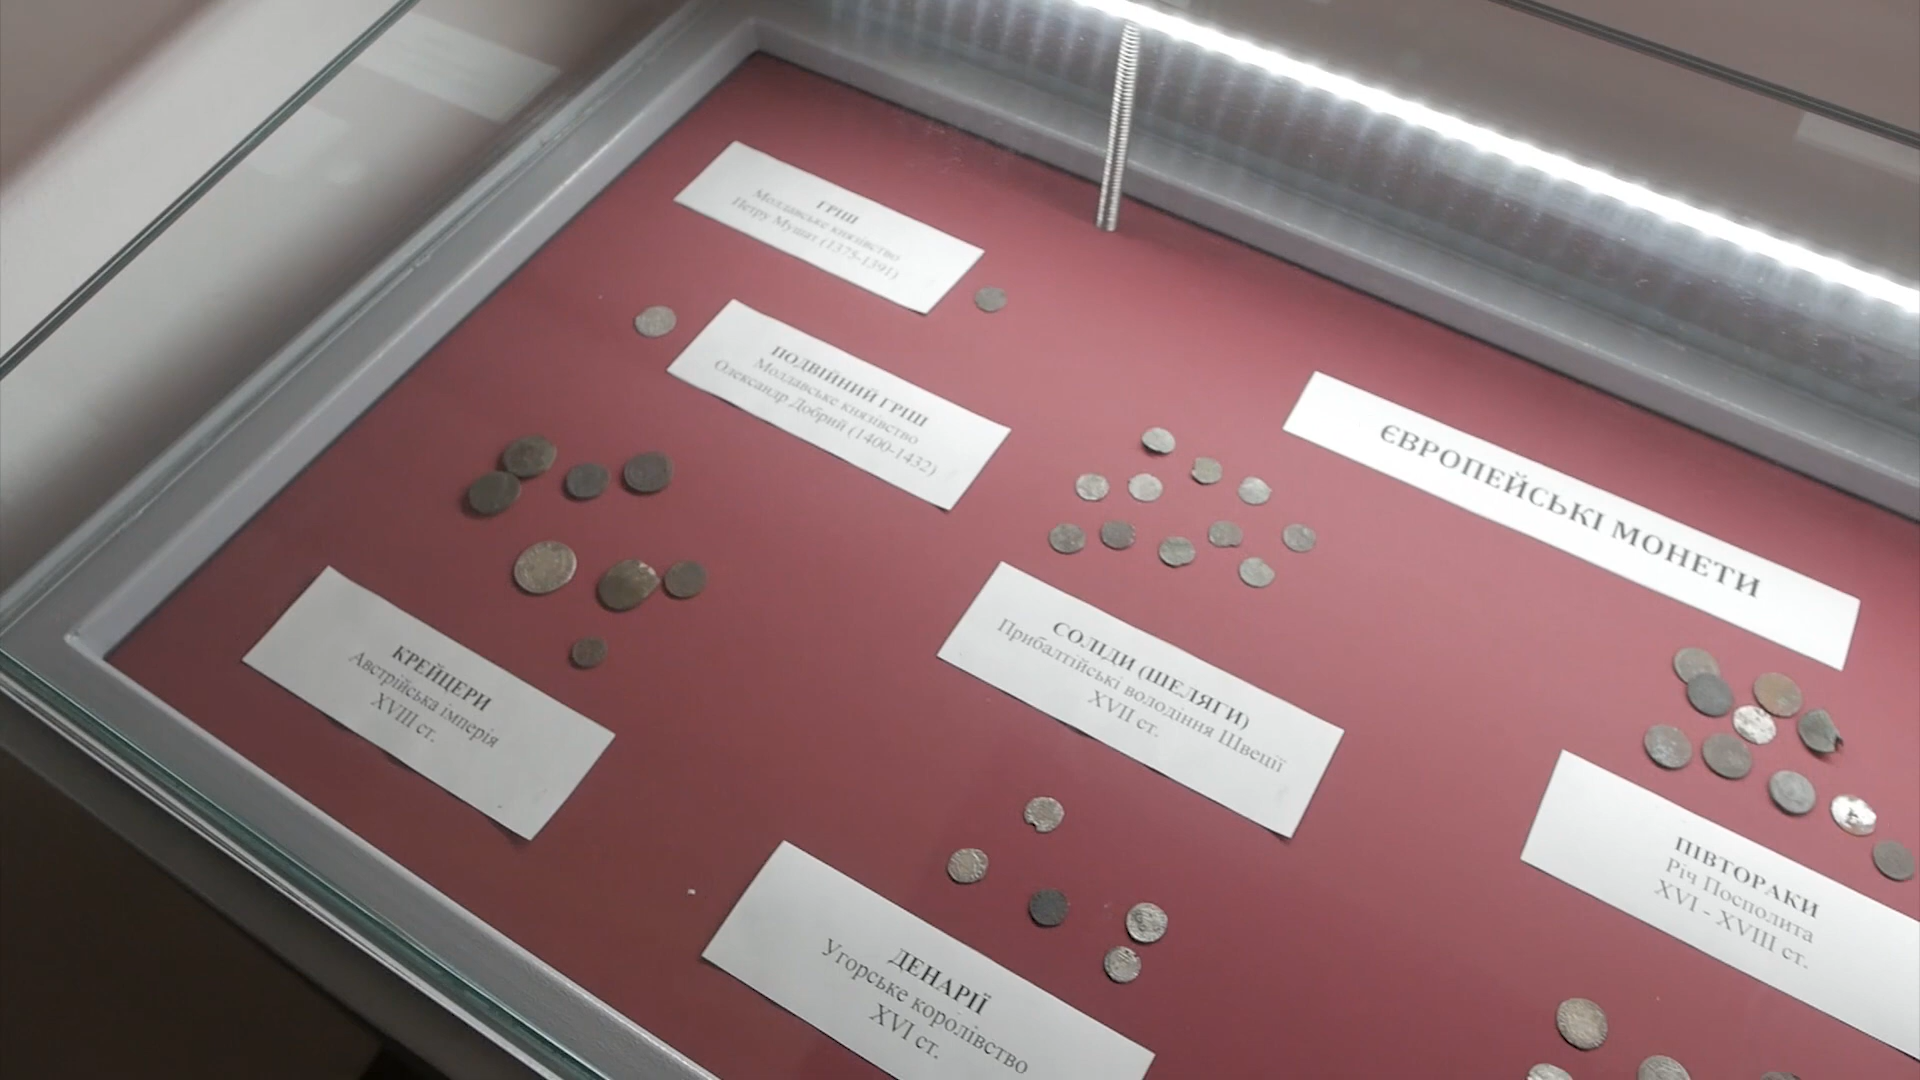 ГРІШ
Молдавське князівство
Петру Мушат (1375-1391)
ПОДВІЙНИЙ ГРІШ
Молдавське князівство
Олександр Добрий (1400-1432)
ЄВРОПЕЙСЬКІ МОНЕТИ
КРЕЙЦЕРИ
Австрійська імперія
XVIII ст.
СОЛІДИ (ШЕЛЯГИ)
Прибалтійські володіння Швеції
XVII ст.
ПІВТОРАКИ
Річ Посполита
XVI - XVIII ст.
ДЕНАРІЇ
Угорське королівство
XVI ст.